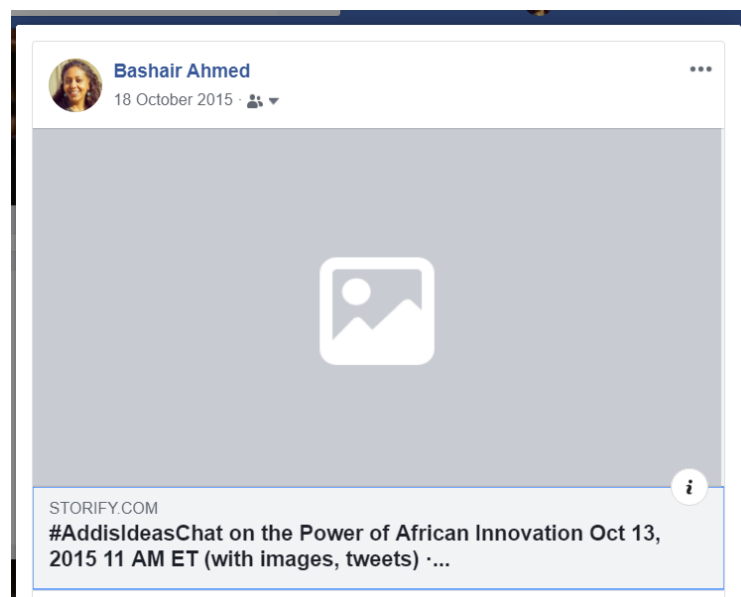 Bashair Ahmed
18 October 2015 ·
STORIFY.COM
#AddisIdeasChat on the Power of African Innovation Oct 13,
2015 11 AM ET (with images, tweets) ·...